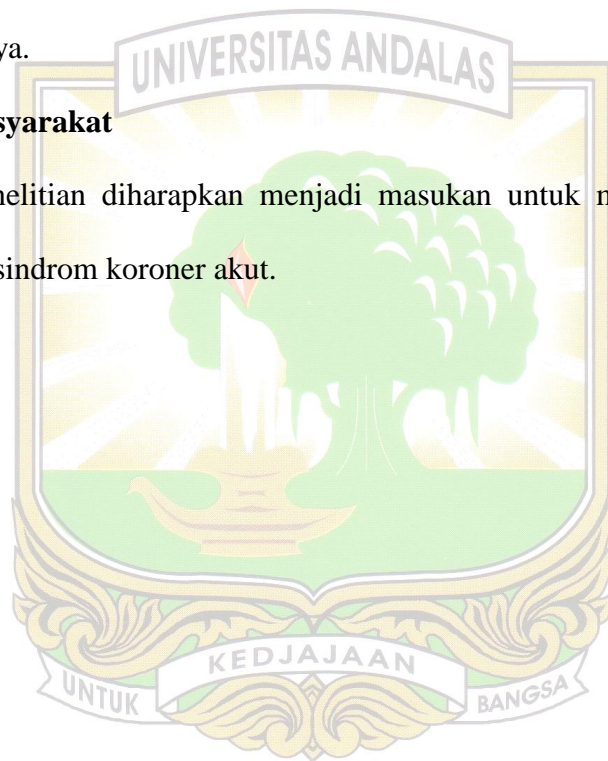 ya.
UNIVERSITAS ANDALAS
syarakat
nelitian diharapkan menjadi masukan untuk
sindrom koroner akut.
KEDJAJAAN
UNTUK
BANGSA